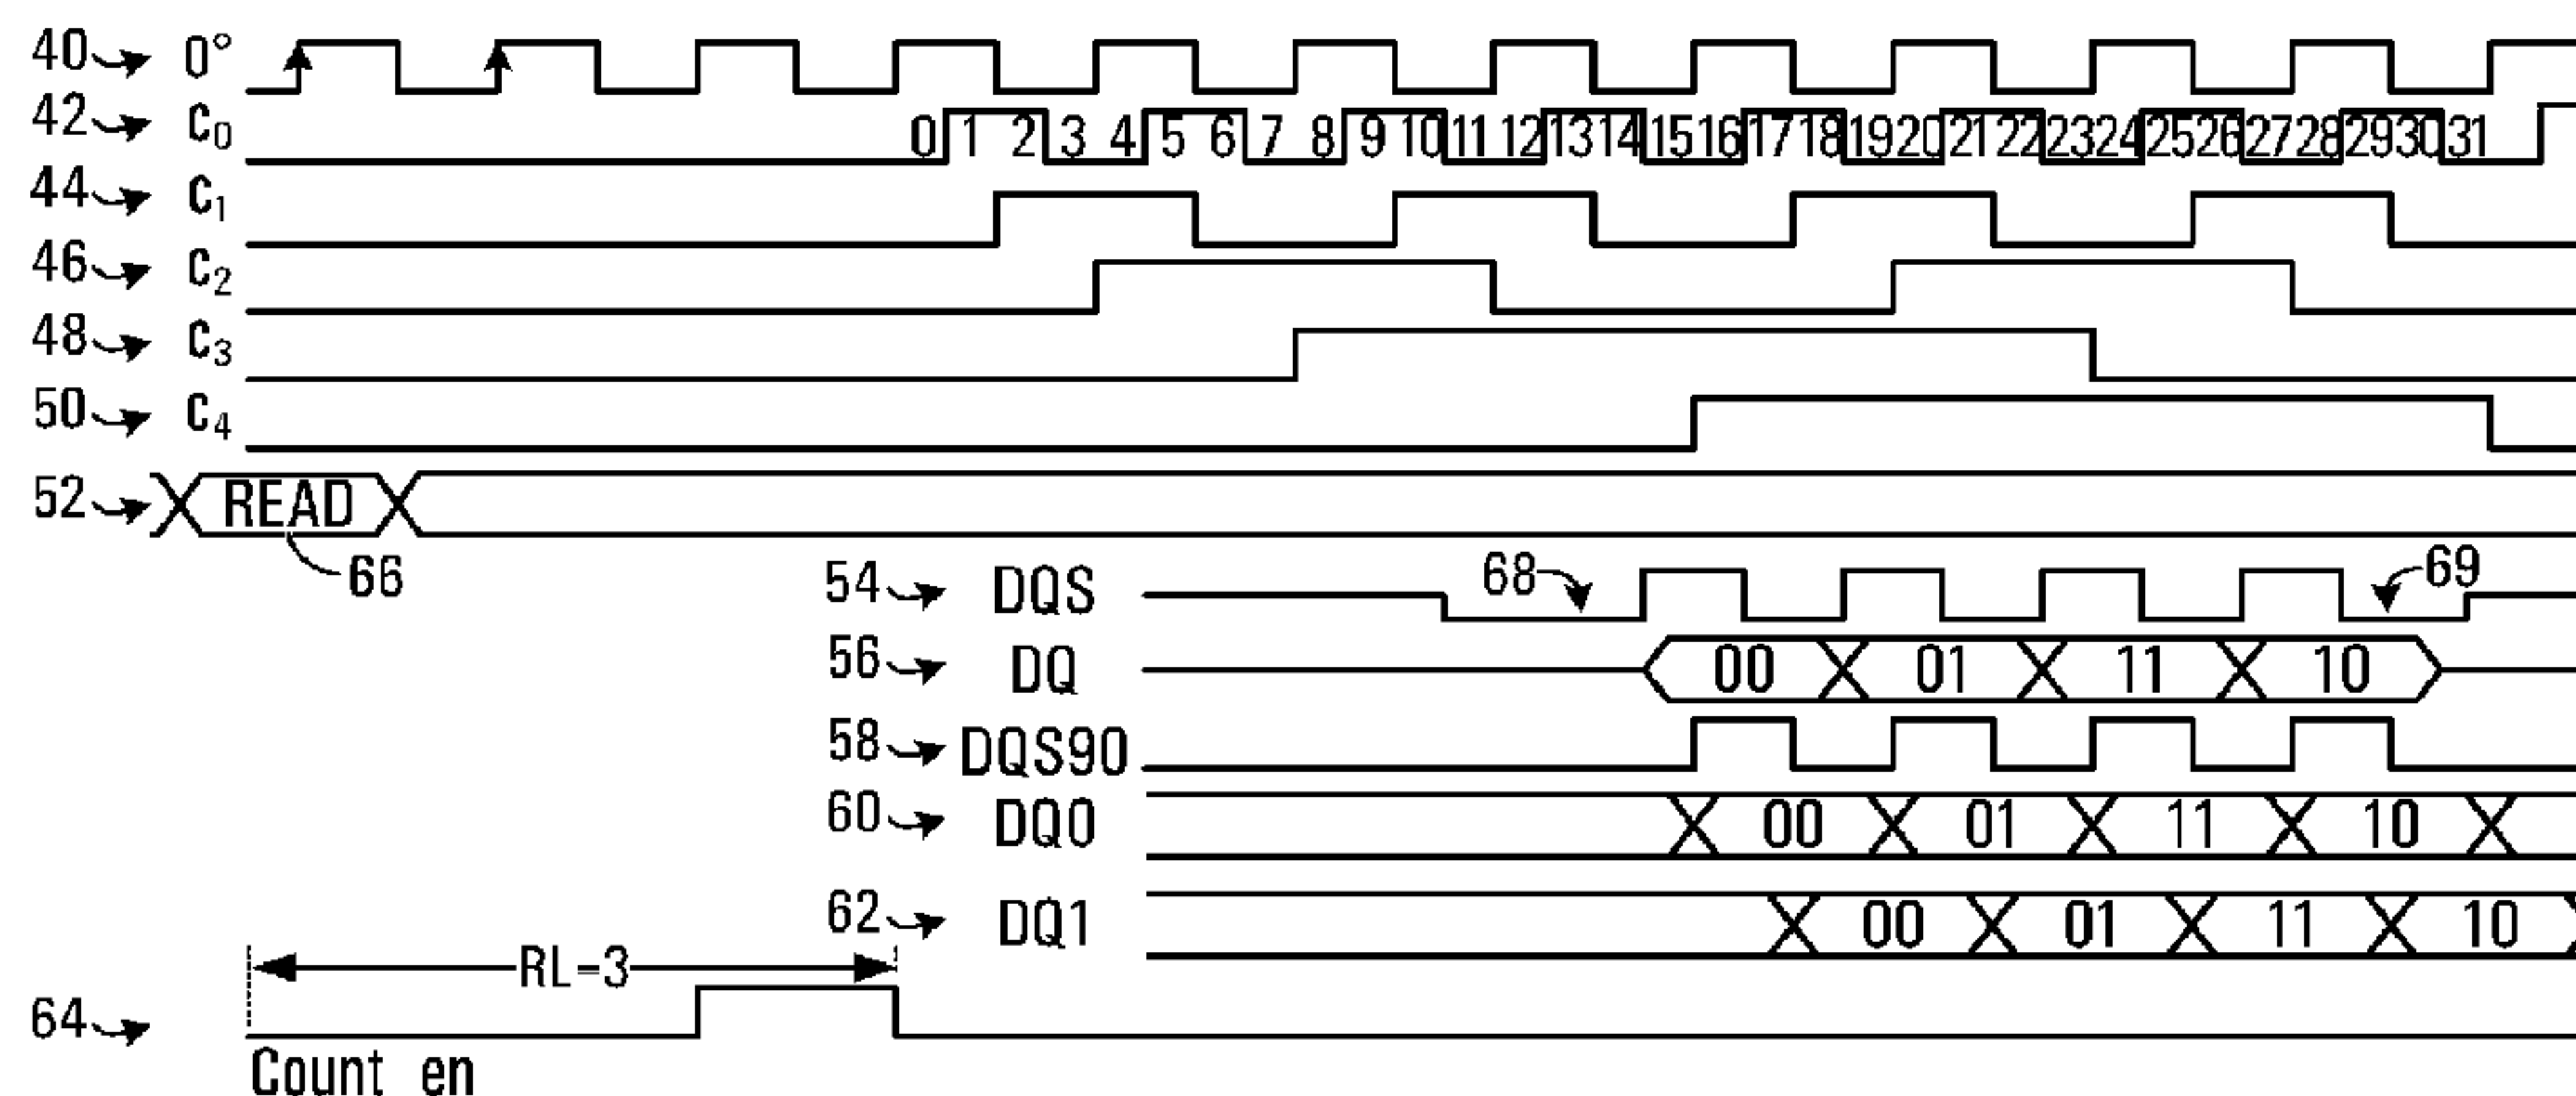 40 0°
42 C0 0 1 2 3 4 5 6 7 8 9 10 11 12 13 14 15 16 17 18 19 20 21 22 23 24 25 26 27 28 29 30 31
44 C1
46 C2
48 C3
50 C4
52 READ
66
54 DQS 68 69
56 DQ 00 01 11 10
58 DQS90
60 DQ0 00 01 11 10
62 DQ1 00 01 11 10
RL=3
64
Count en